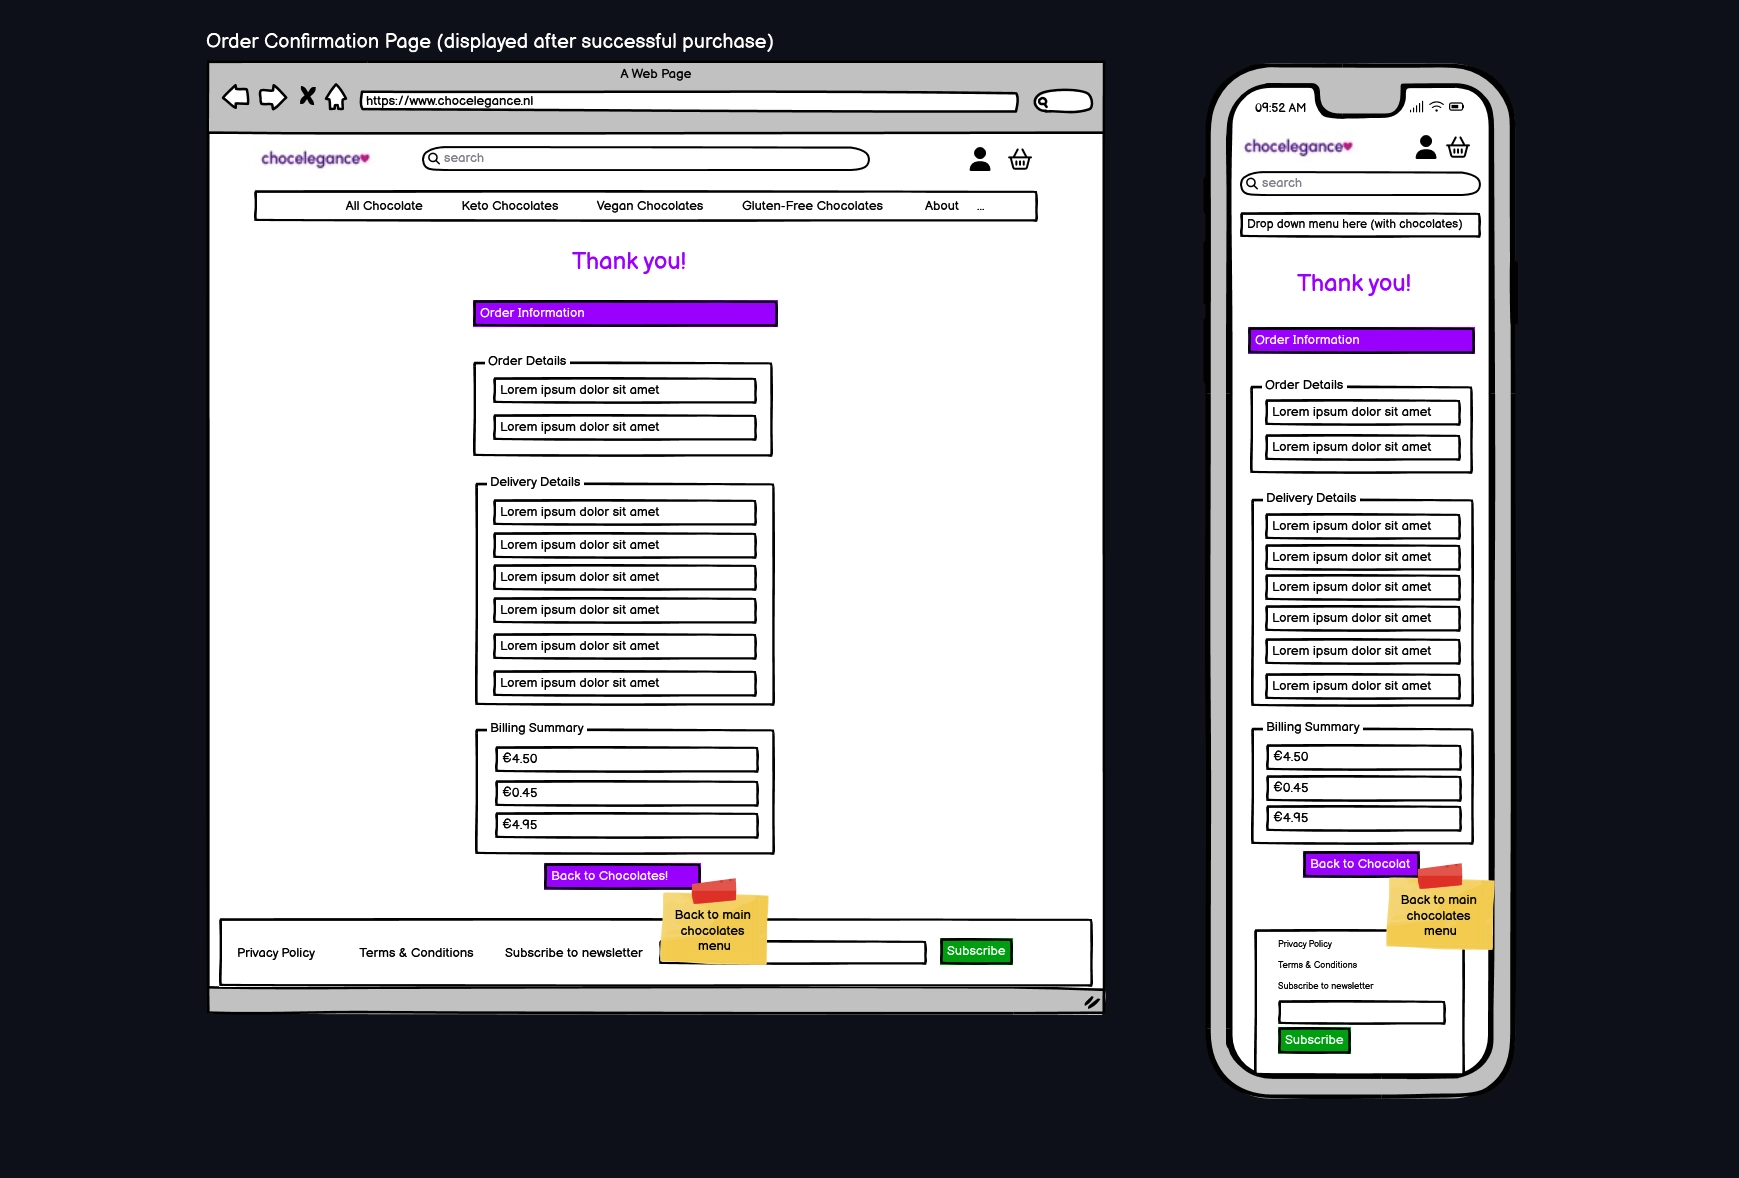 Order Confirmation Page (displayed after successful purchase)
A Web Page
https://www.chocelegance.nl
chocelegance
search
All Chocolate Keto Chocolates Vegan Chocolates Gluten-Free Chocolates About ...
Thank you!
Order Information
Order Details
Lorem ipsum dolor sit amet
Lorem ipsum dolor sit amet
Delivery Details
Lorem ipsum dolor sit amet
Lorem ipsum dolor sit amet
Lorem ipsum dolor sit amet
Lorem ipsum dolor sit amet
Lorem ipsum dolor sit amet
Lorem ipsum dolor sit amet
Billing Summary
€4.50
€0.45
€4.95
Back to Chocolates!
Back to main
chocolates
menu
Privacy Policy Terms & Conditions Subscribe to newsletter Subscribe
09:52 AM
chocelegance
search
Drop down menu here (with chocolates)
Thank you!
Order Information
Order Details
Lorem ipsum dolor sit amet
Lorem ipsum dolor sit amet
Delivery Details
Lorem ipsum dolor sit amet
Lorem ipsum dolor sit amet
Lorem ipsum dolor sit amet
Lorem ipsum dolor sit amet
Lorem ipsum dolor sit amet
Lorem ipsum dolor sit amet
Billing Summary
€4.50
€0.45
€4.95
Back to Chocolat
Back to main
chocolates
menu
Privacy Policy
Terms & Conditions
Subscribe to newsletter
Subscribe